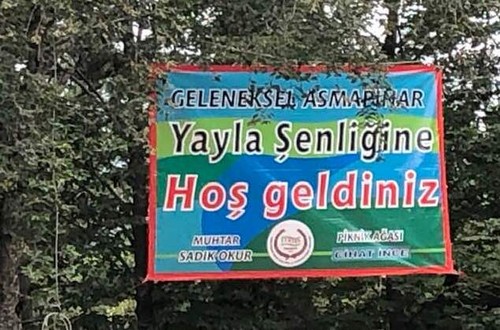 GELENEKSEL ASMAPINAR
Yayla Şenliğine
Hoş geldiniz
MUHTAR
SADIK OKUR
PİKNİK AĞASI
CİHAT İNCE